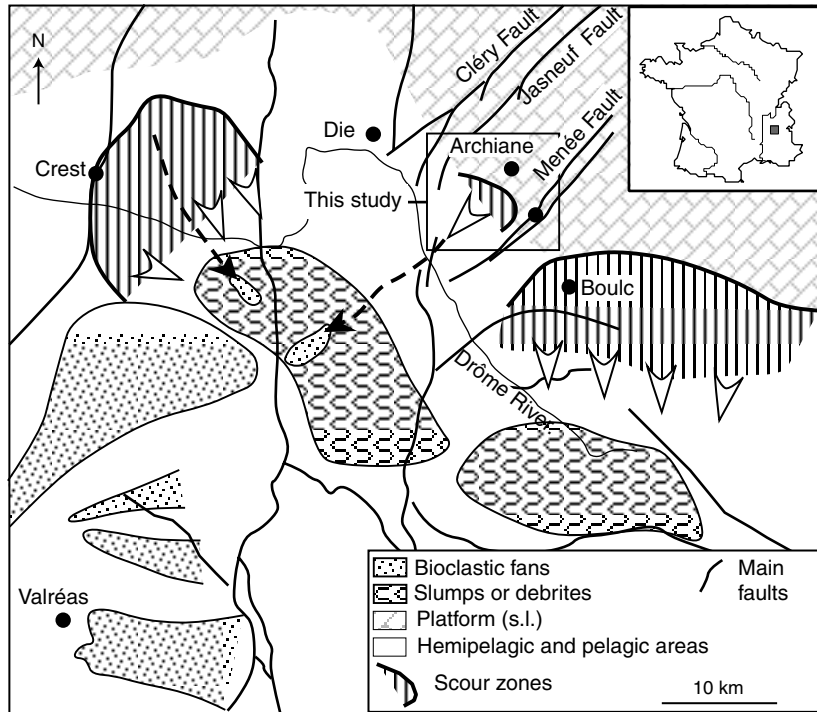 N
Cléry Fault
Jasneuf Fault
Die
Archiane
Menée Fault
Crest
This study
Boulc
Drôme River
Valréas
Bioclastic fans
Slumps or debrites
Platform (s.l.)
Hemipelagic and pelagic areas
Scour zones
Main
faults
10 km